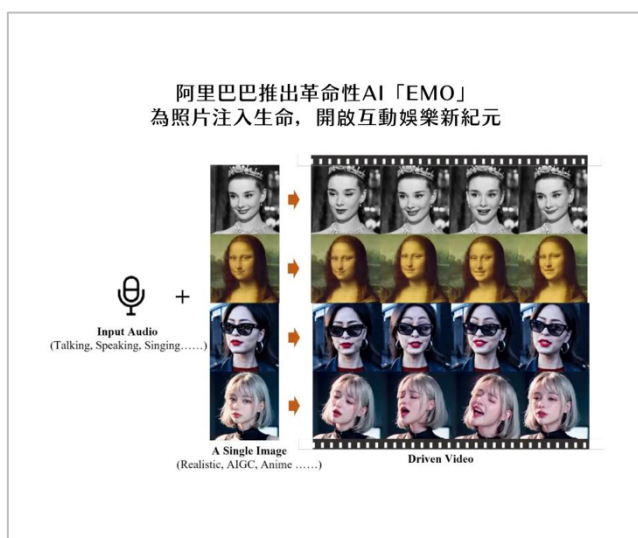 阿里巴巴推出革命性AI「EMO」
為照片注入生命，開啟互動娛樂新紀元
+
Input Audio
(Talking, Speaking, Singing……)
A Single Image
(Realistic, AIGC, Anime ……)
Driven Video